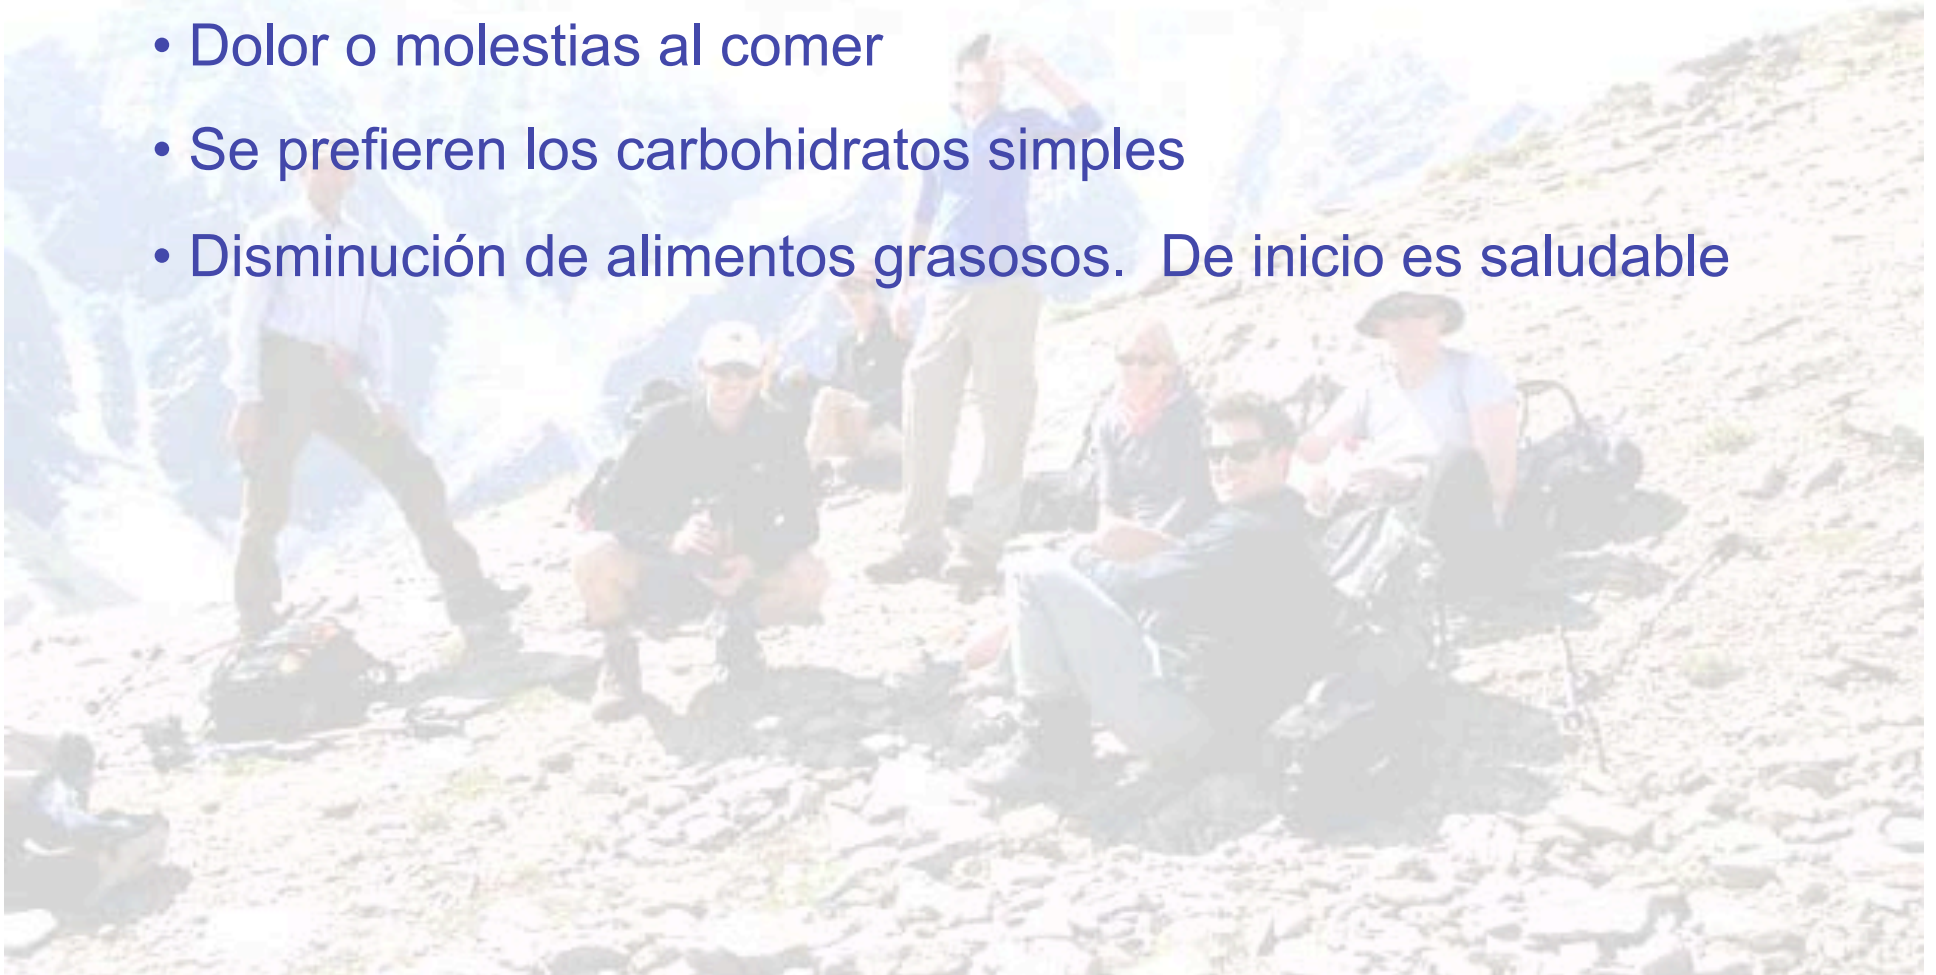 • Dolor o molestias al comer
• Se prefieren los carbohidratos simples
• Disminución de alimentos grasosos.  De inicio es saludable